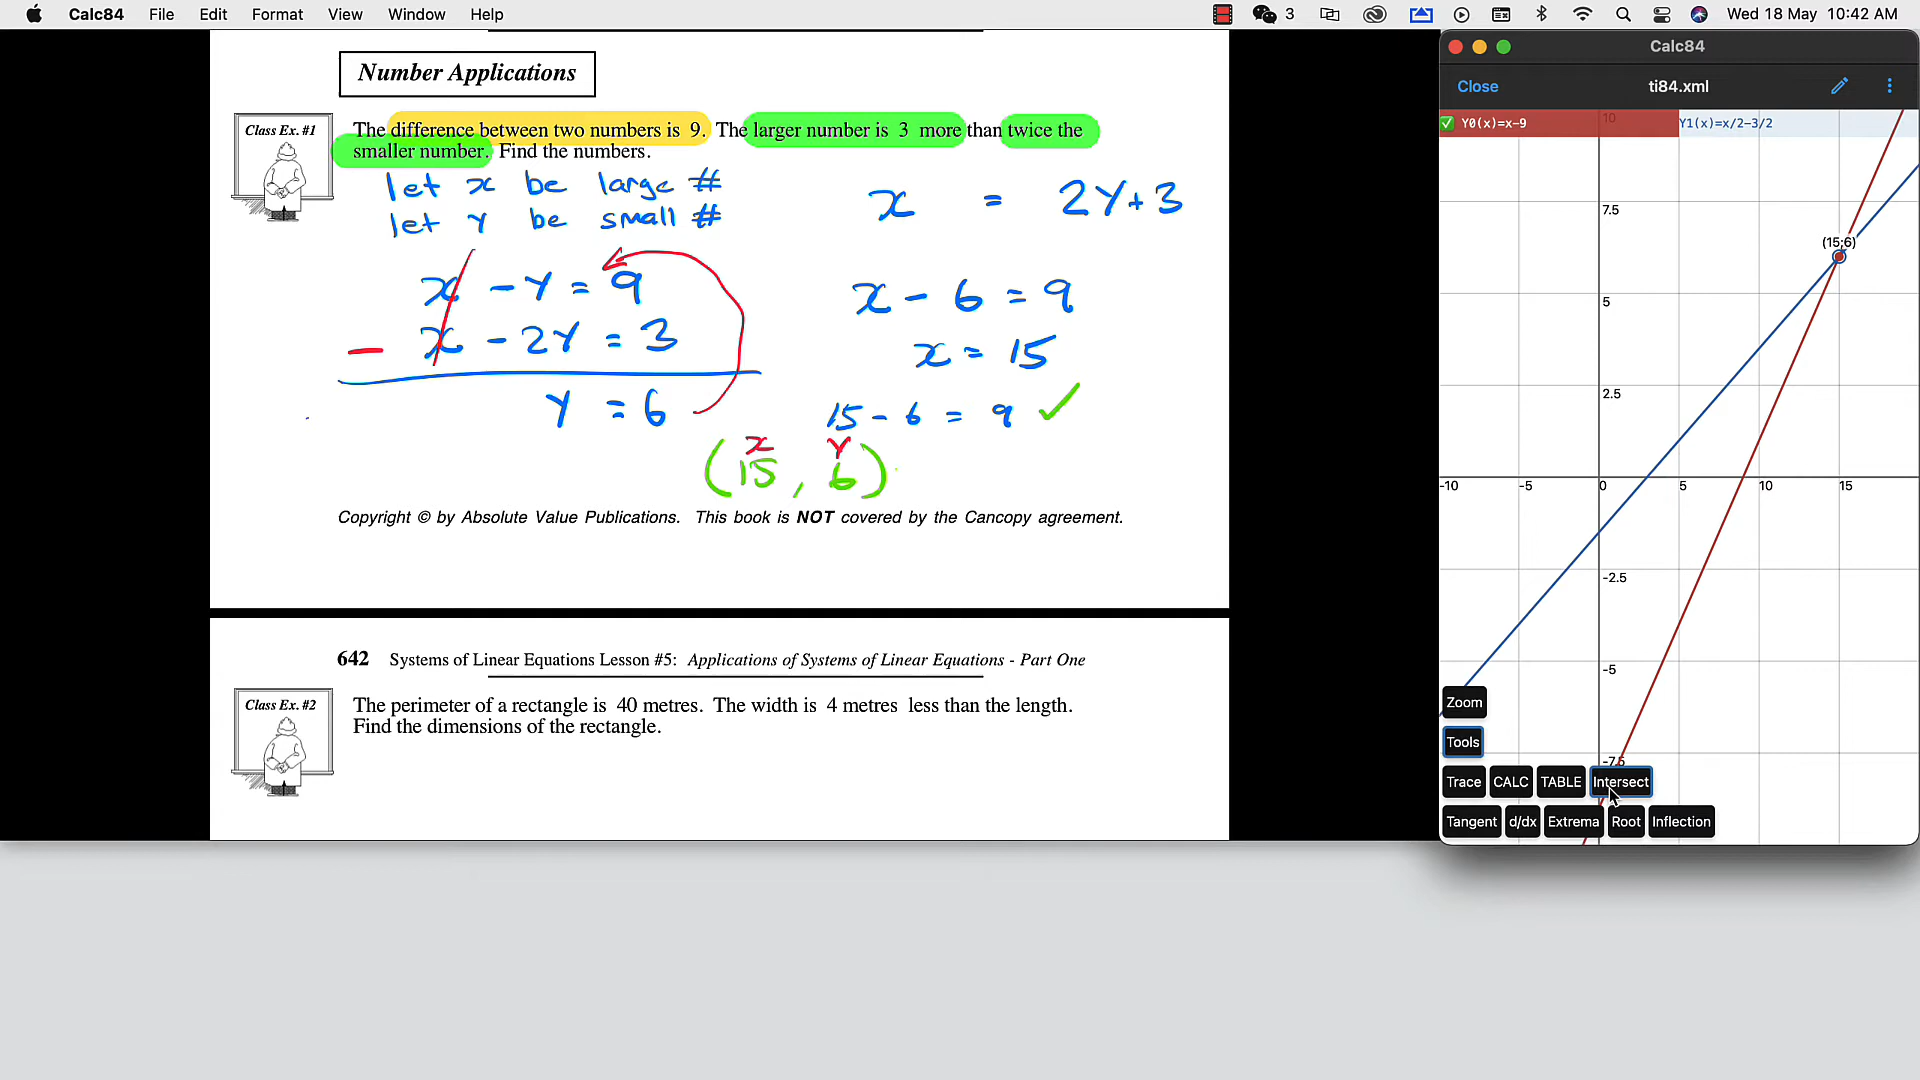 Calc84 File Edit Format View Window Help 3 Wed 18 May 10:42 AM
Number Applications
Class Ex. #1
The difference between two numbers is 9. The larger number is 3 more than twice the
smaller number. Find the numbers.
let x be large #
let y be small #
x = 2y+3
x - y = 9
- x - 2y = 3
y = 6
x - 6 = 9
x = 15
15 - 6 = 9 ✓
x y
(15, 6)
Copyright © by Absolute Value Publications. This book is NOT covered by the Cancopy agreement.
642 Systems of Linear Equations Lesson #5: Applications of Systems of Linear Equations - Part One
Class Ex. #2
The perimeter of a rectangle is 40 metres. The width is 4 metres less than the length.
Find the dimensions of the rectangle.
Calc84
Close ti84.xml
Y0(x)=x-9 Y1(x)=x/2-3/2
10
7.5
(15;6)
5
2.5
-10 -5 0 5 10 15
-2.5
-5
-7.5
Zoom
Tools
Trace CALC TABLE Intersect
Tangent d/dx Extrema Root Inflection